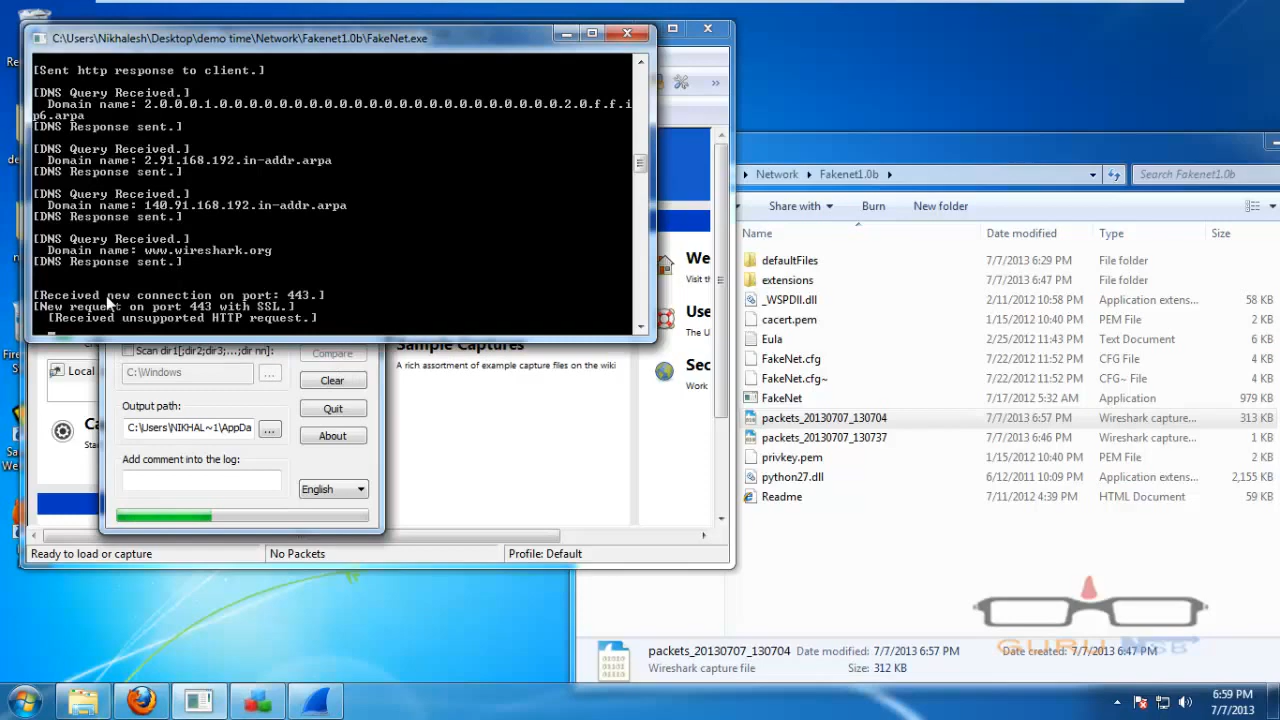 C:\Users\Nikhalesh\Desktop\demo time\Network\Fakenet1.0b\FakeNet.exe
[Sent http response to client.]
[DNS Query Received.]
Domain name: 2.0.0.0.1.0.0.0.0.0.0.0.0.0.0.0.0.0.0.0.0.0.0.0.0.0.0.0.2.0.f.f.i
p6.arpa
[DNS Response sent.]
[DNS Query Received.]
Domain name: 2.91.168.192.in-addr.arpa
[DNS Response sent.]
[DNS Query Received.]
Domain name: 140.91.168.192.in-addr.arpa
[DNS Response sent.]
[DNS Query Received.]
Domain name: www.wireshark.org
[DNS Response sent.]
[Received new connection on port: 443.]
[New request on port 443 with SSL.]
[Received unsupported HTTP request.]
Scan dir1[;dir2;dir3;...;dir nn]:
C:\Windows
...
Output path:
C:\Users\NIKHAL~1\AppDa
...
Add comment into the log:
Compare
Clear
Quit
About
English
Local
Ca
Star
Sample Captures
A rich assortment of example capture files on the wiki
We
Visit th
Use
The U
Sec
Work
Ready to load or capture
No Packets
Profile: Default
Network
Fakenet1.0b
Search Fakenet1.0b
Share with
Burn
New folder
Name Date modified Type Size
defaultFiles 7/7/2013 6:29 PM File folder
extensions 7/7/2013 6:47 PM File folder
_WSPDll.dll 2/12/2011 10:58 PM Application extens... 58 KB
cacert.pem 1/15/2012 10:40 PM PEM File 2 KB
Eula 2/25/2012 11:43 PM Text Document 6 KB
FakeNet.cfg 7/22/2012 11:52 PM CFG File 4 KB
FakeNet.cfg~ 7/22/2012 11:52 PM CFG~ File 4 KB
FakeNet 7/17/2012 5:32 AM Application 979 KB
packets_20130707_130704 7/7/2013 6:57 PM Wireshark capture... 313 KB
packets_20130707_130737 7/7/2013 6:46 PM Wireshark capture... 1 KB
privkey.pem 1/15/2012 10:40 PM PEM File 2 KB
python27.dll 6/12/2011 10:09 PM Application extens... 2,155 KB
Readme 7/11/2012 4:39 PM HTML Document 59 KB
packets_20130707_130704 Date modified: 7/7/2013 6:57 PM Date created: 7/7/2013 6:47 PM
Wireshark capture file Size: 312 KB
6:59 PM
7/7/2013